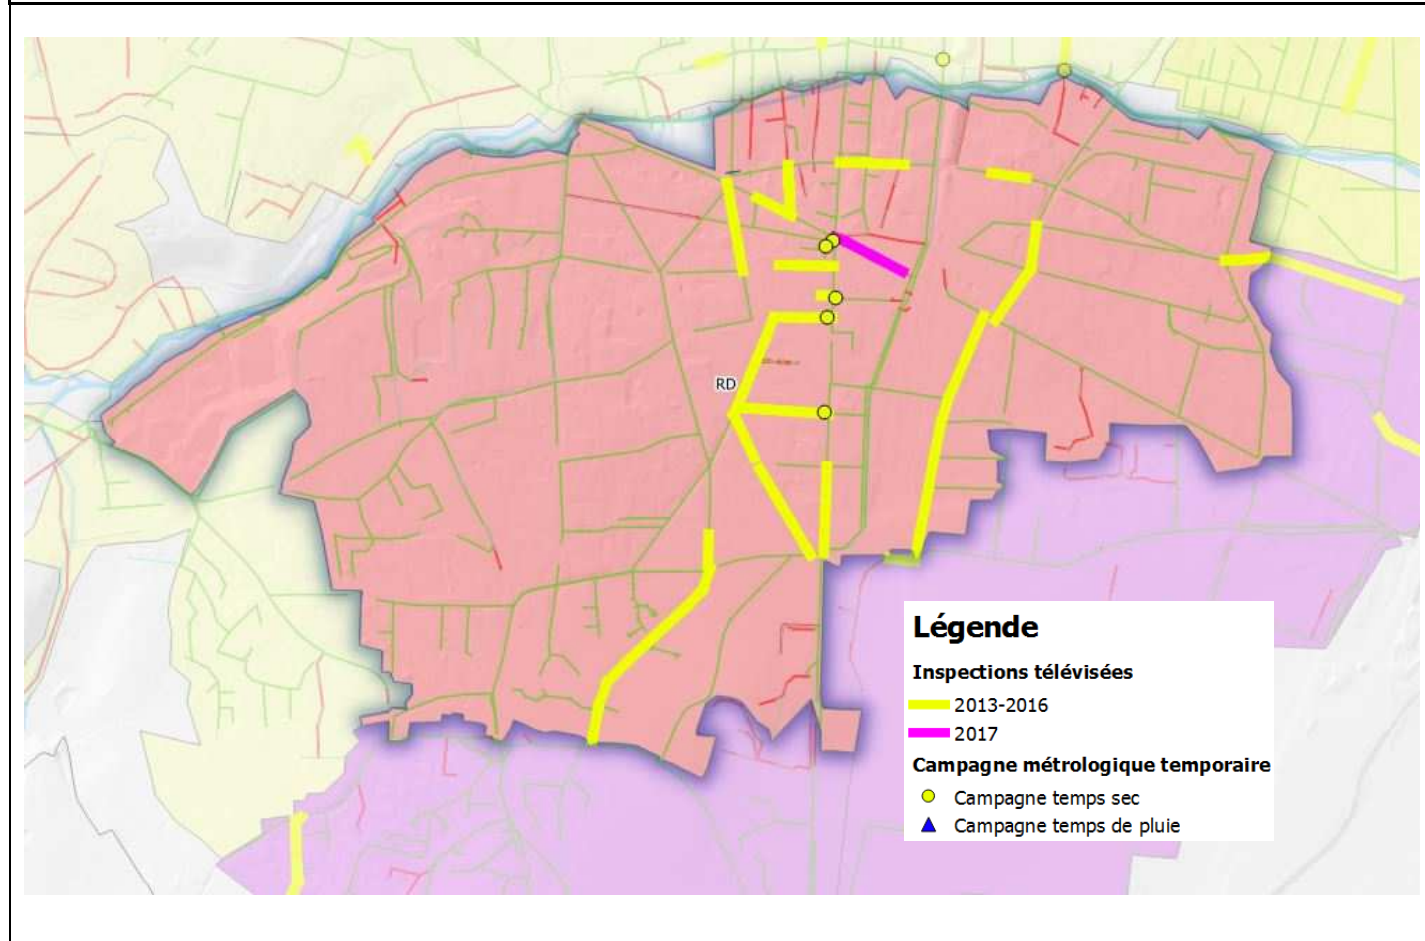 RD
Légende
Inspections télévisées
2013-2016
2017
Campagne métrologique temporaire
Campagne temps sec
Campagne temps de pluie